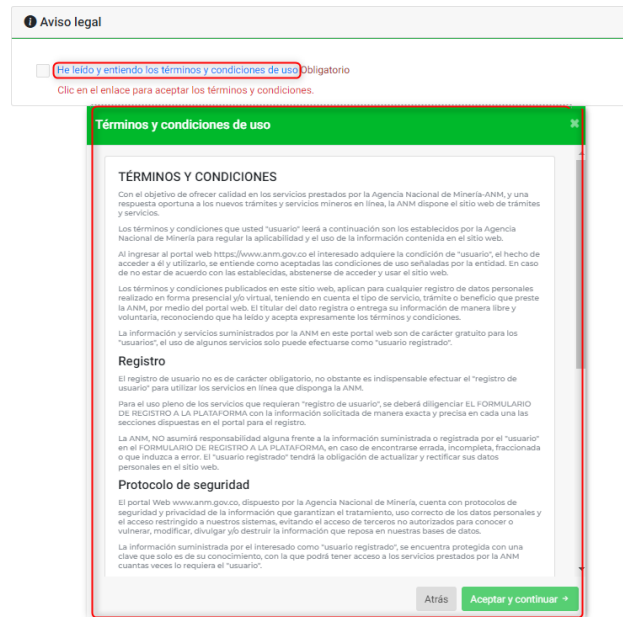 Aviso legal
He leído y entiendo los términos y condiciones de uso Obligatorio
Clic en el enlace para aceptar los términos y condiciones.
Términos y condiciones de uso
TÉRMINOS Y CONDICIONES
Con el objetivo de ofrecer calidad en los servicios prestados por la Agencia Nacional de Minería-ANM, y una
respuesta oportuna a los nuevos trámites y servicios mineros en línea, la ANM dispone el sitio web de trámites
y servicios.
Los términos y condiciones que usted "usuario" leerá a continuación son los establecidos por la Agencia
Nacional de Minería para regular la aplicabilidad y el uso de la información contenida en el sitio web.
Al ingresar al portal web https://www.anm.gov.co el interesado adquiere la condición de "usuario", el hecho de
acceder a él y utilizarlo, se entiende como aceptadas las condiciones de uso señaladas por la entidad. En caso
de no estar de acuerdo con las establecidas, abstenerse de acceder y usar el sitio web.
Los términos y condiciones publicados en este sitio web, aplican para cualquier registro de datos personales
realizado en forma presencial y/o virtual, teniendo en cuenta el tipo de servicio, trámite o beneficio que preste
la ANM, por medio del portal web. El titular del dato registra o entrega su información de manera libre y
voluntaria, reconociendo que ha leído y acepta expresamente los términos y condiciones.
La información y servicios suministrados por la ANM en este portal web son de carácter gratuito para los
"usuarios", el uso de algunos servicios solo puede efectuarse como "usuario registrado".
Registro
El registro de usuario no es de carácter obligatorio, no obstante es indispensable efectuar el "registro de
usuario" para utilizar los servicios en línea que disponga la ANM.
Para el uso pleno de los servicios que requieran "registro de usuario", se deberá diligenciar EL FORMULARIO
DE REGISTRO A LA PLATAFORMA con la información solicitada de manera exacta y precisa en cada una las
secciones dispuestas en el portal para el registro.
La ANM, NO asumirá responsabilidad alguna frente a la información suministrada o registrada por el "usuario"
en el FORMULARIO DE REGISTRO A LA PLATAFORMA, en caso de encontrarse errada, incompleta, fraccionada
o que induzca a error. El "usuario registrado" tendrá la obligación de actualizar y rectificar sus datos
personales en el sitio web.
Protocolo de seguridad
El portal Web www.anm.gov.co, dispuesto por la Agencia Nacional de Minería, cuenta con protocolos de
seguridad y privacidad de la información que garantizan el tratamiento, uso correcto de los datos personales y
el acceso restringido a nuestros sistemas, evitando el acceso de terceros no autorizados para conocer o
vulnerar, modificar, divulgar y/o destruir la información que reposa en nuestras bases de datos.
La información suministrada por el interesado como "usuario registrado", se encuentra protegida con una
clave que solo es de su conocimiento, con la que podrá tener acceso a los servicios prestados por la ANM
cuantas veces lo requiera el "usuario".
Atrás
Aceptar y continuar